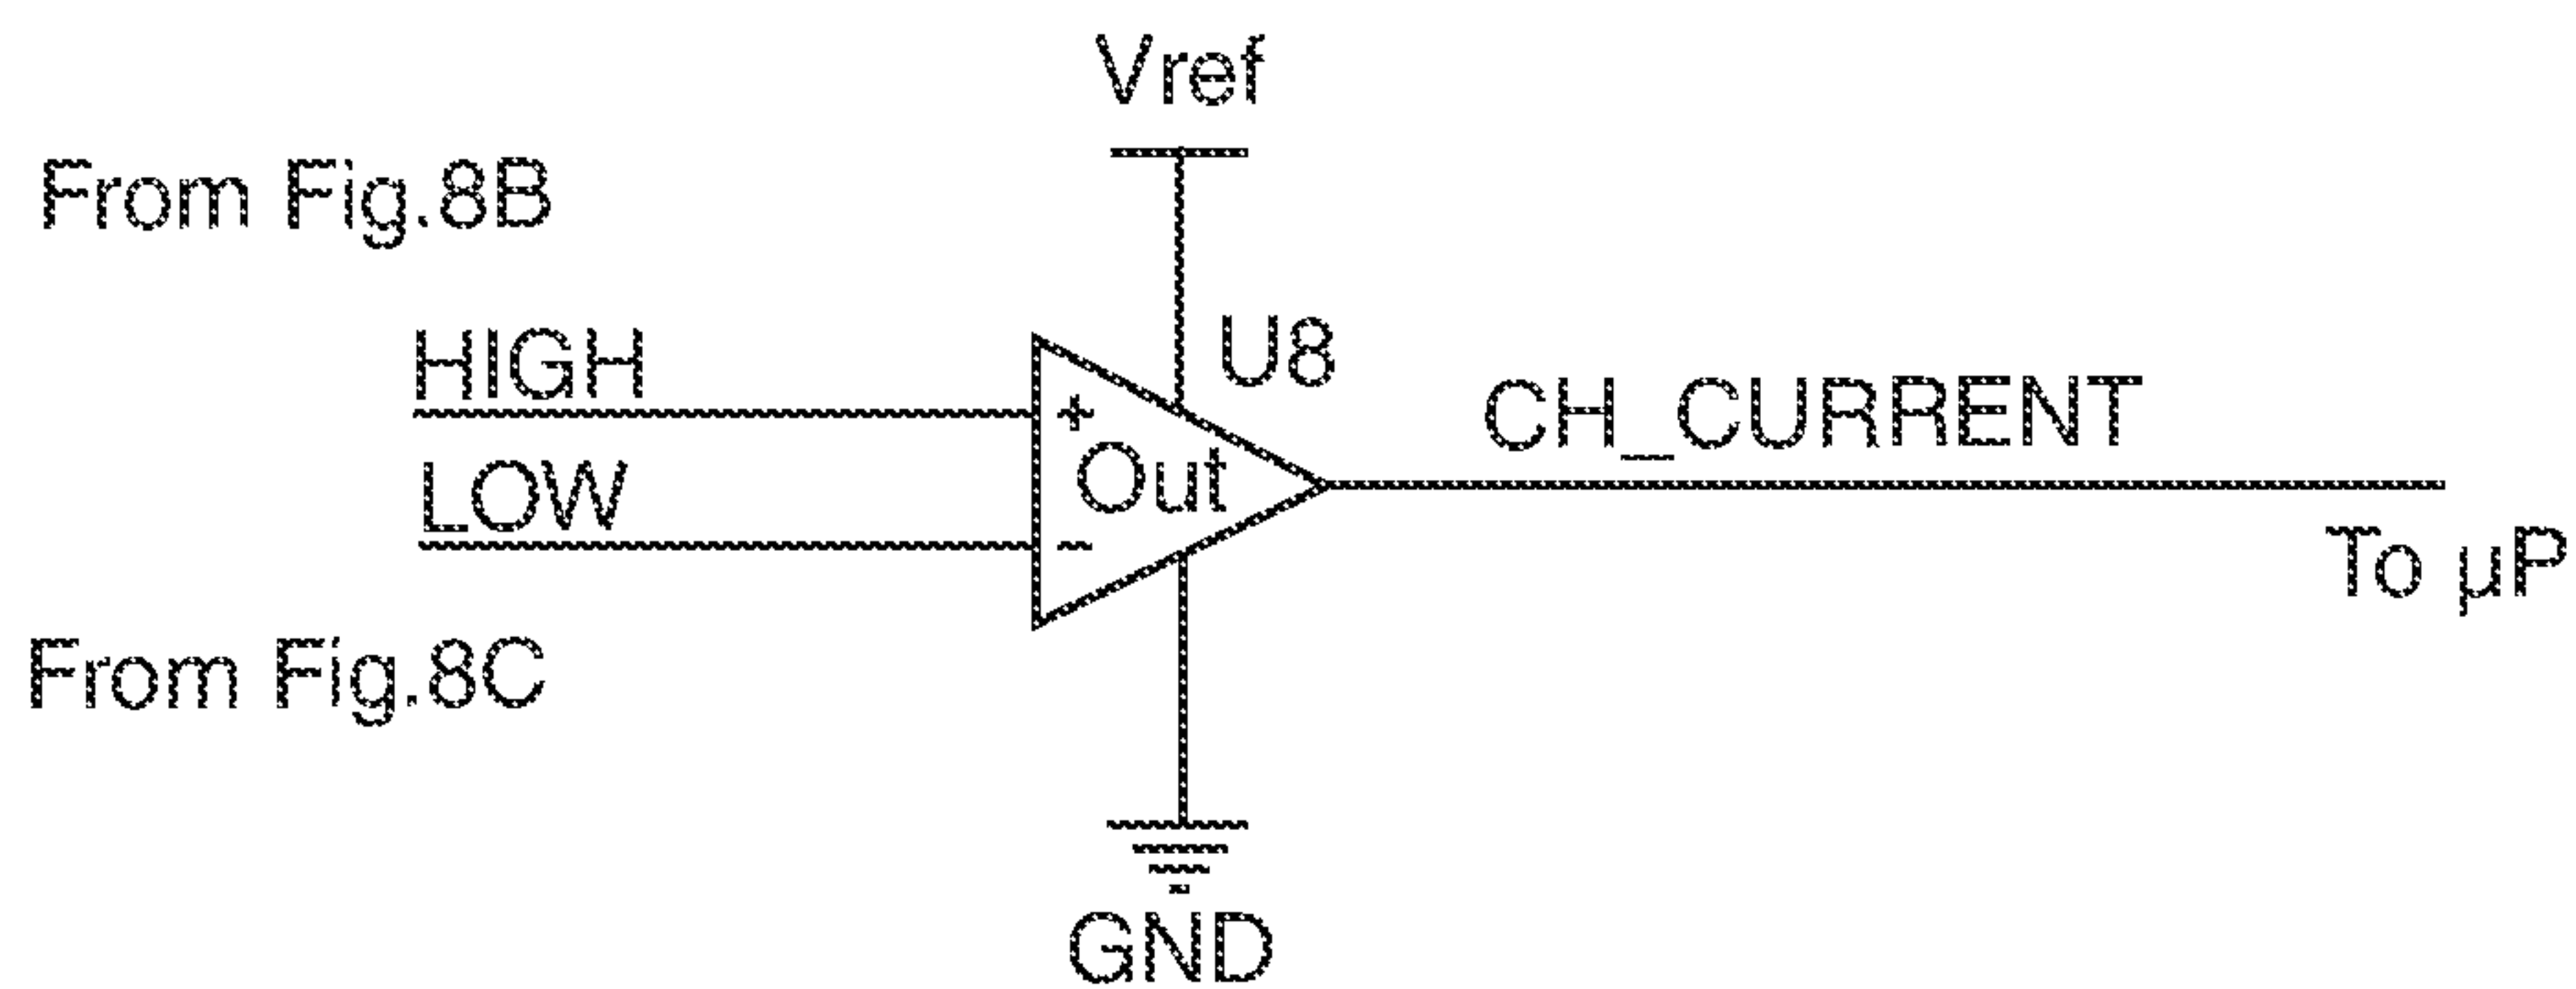 Vref
From Fig.8B
HIGH
U8
+
CH_CURRENT
LOW
Out
-
To µP
From Fig.8C
GND